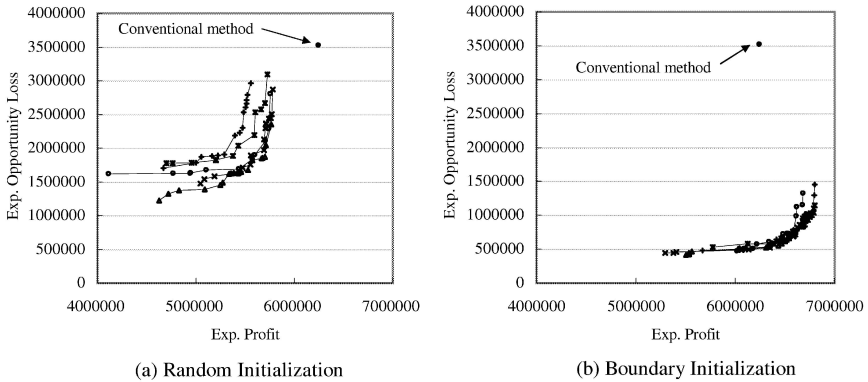 4000000
3500000
3000000
2500000
2000000
1500000
1000000
500000
0
Exp. Opportunity Loss
Conventional method
4000000 5000000 6000000 7000000
Exp. Profit
(a) Random Initialization
4000000
3500000
3000000
2500000
2000000
1500000
1000000
500000
0
Exp. Opportunity Loss
Conventional method
4000000 5000000 6000000 7000000
Exp. Profit
(b) Boundary Initialization